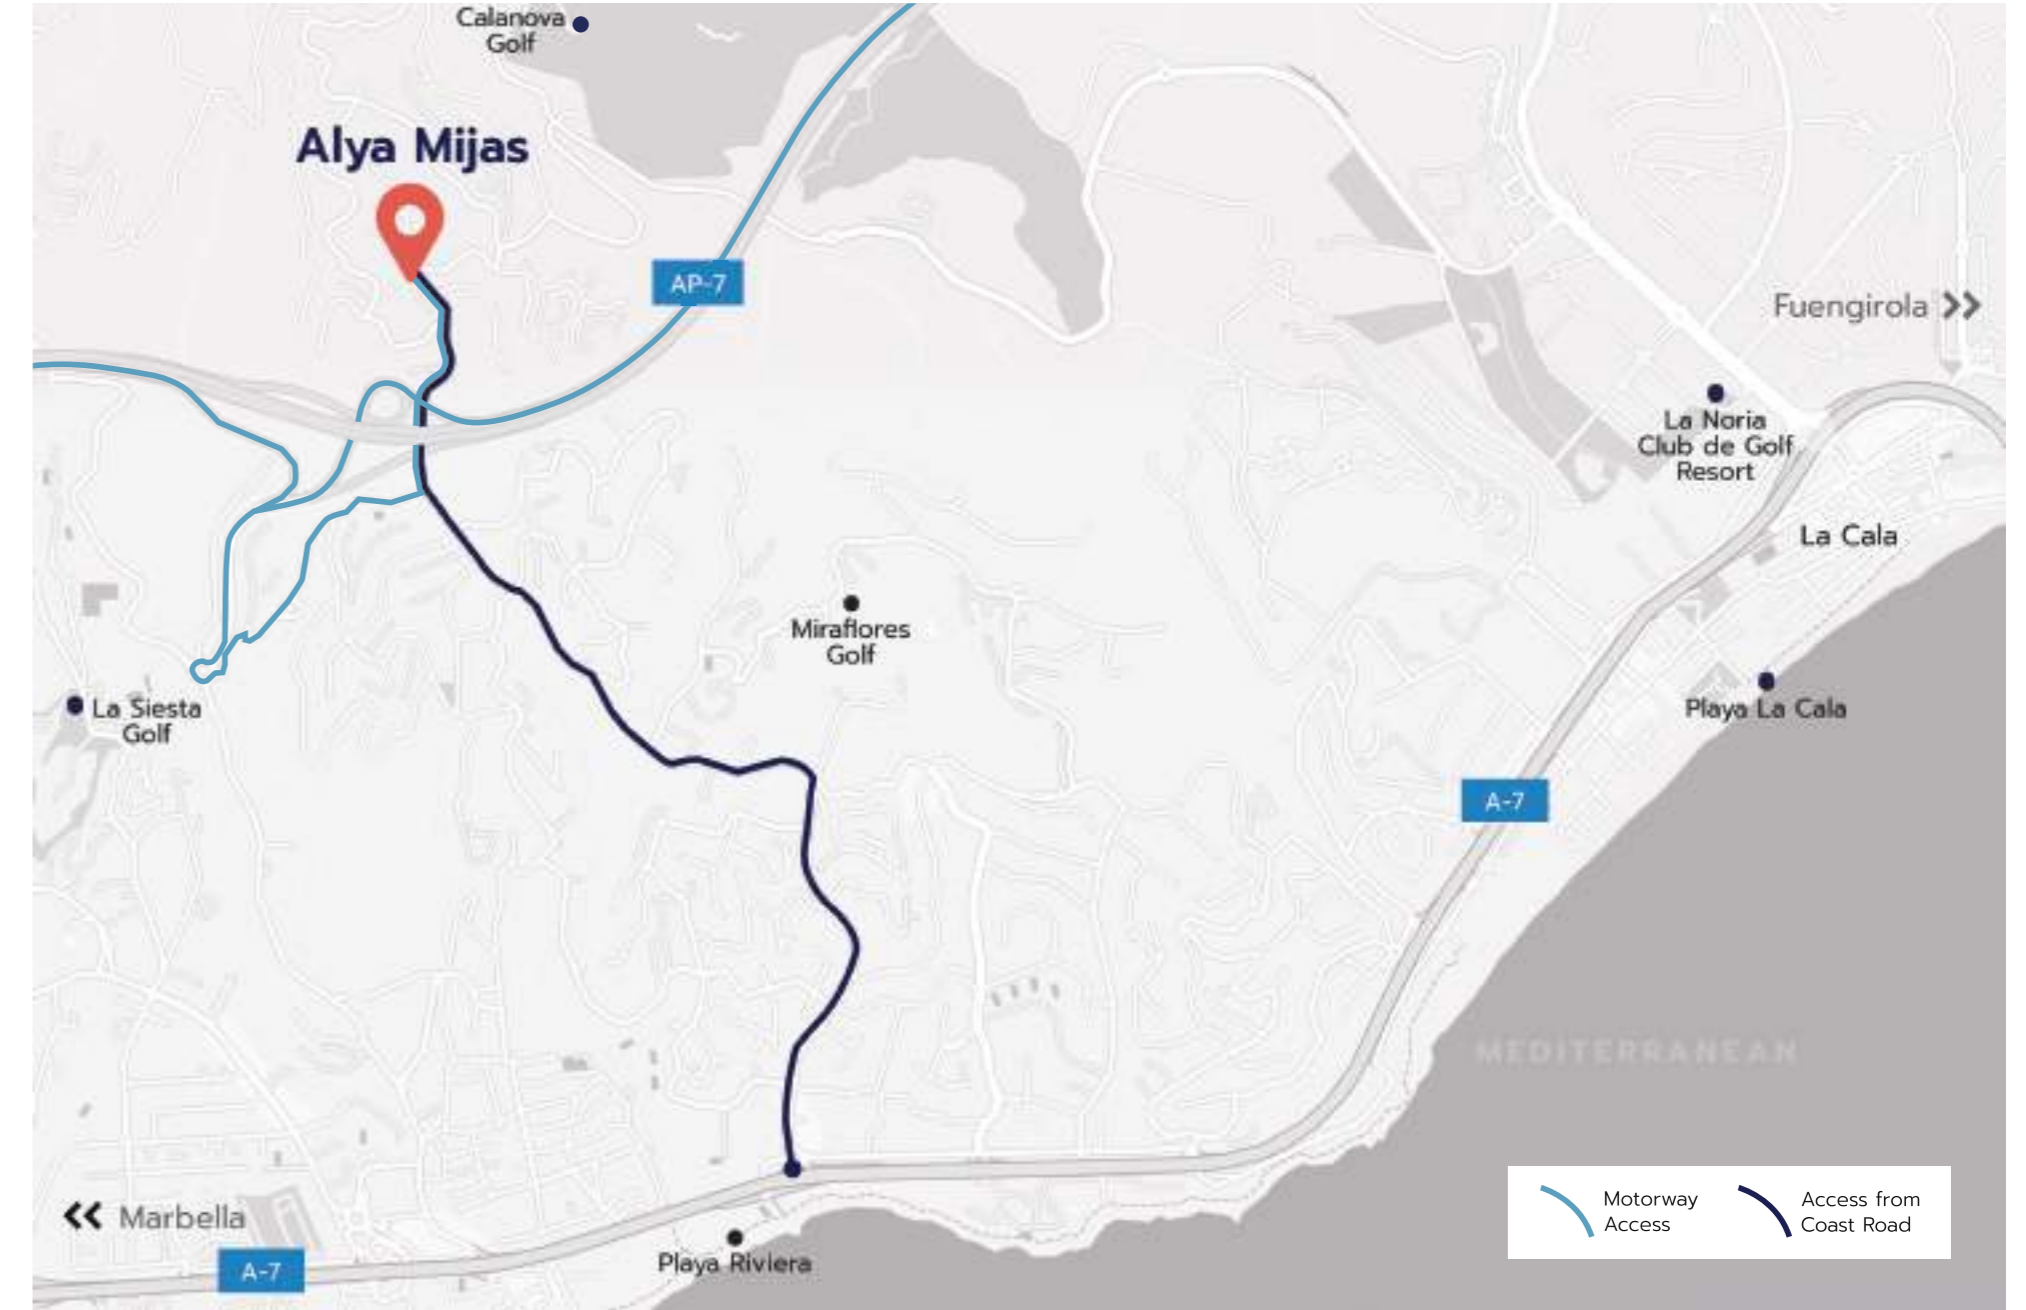 Calanova
Golf
Alya Mijas
AP-7
Fuengirola
La Noria
Club de Golf
Resort
La Cala
Miraflores
Golf
La Siesta
Golf
Playa La Cala
A-7
MEDITERRANEAN
Motorway
Access
Access from
Coast Road
Marbella
Playa Riviera
A-7